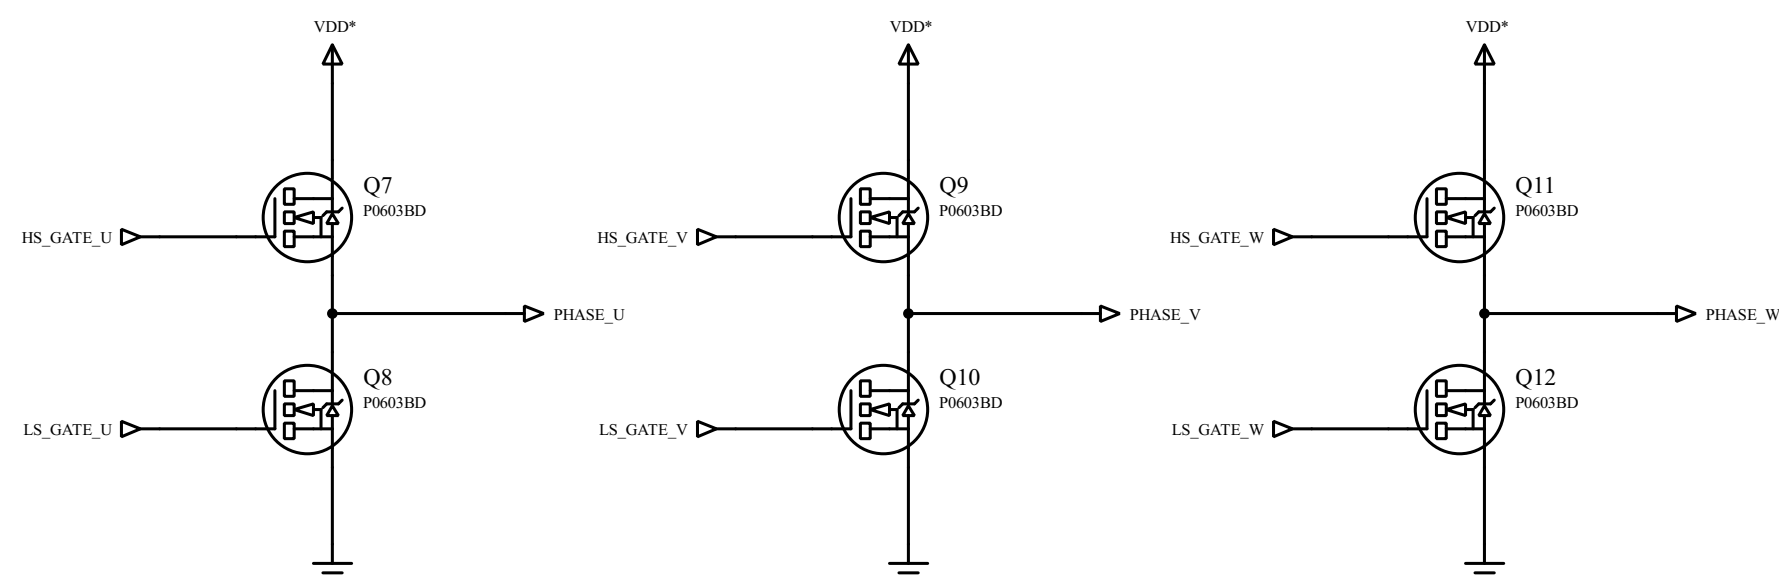 VDD*
VDD*
VDD*
Q7
P0603BD
Q9
P0603BD
Q11
P0603BD
HS_GATE_U
HS_GATE_V
HS_GATE_W
PHASE_U
PHASE_V
PHASE_W
Q8
P0603BD
Q10
P0603BD
Q12
P0603BD
LS_GATE_U
LS_GATE_V
LS_GATE_W